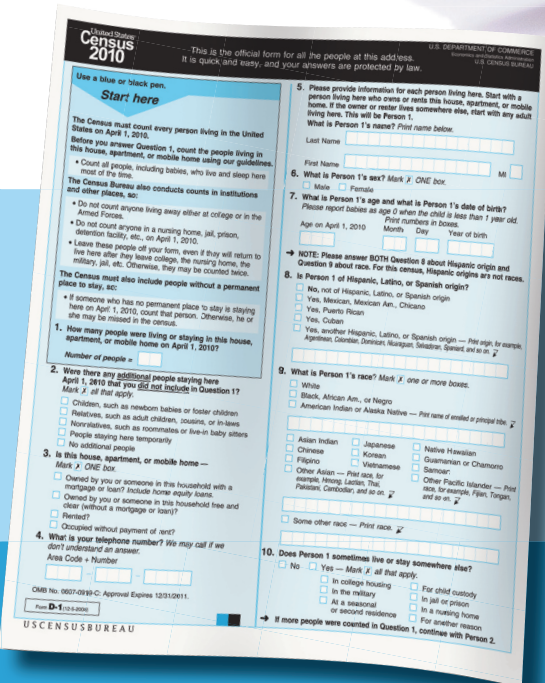 United States
Census
2010
This is the official form for all the people at this address.
It is quick and easy, and your answers are protected by law.
U.S. DEPARTMENT OF COMMERCE
Economics and Statistics Administration
U.S. CENSUS BUREAU
Use a blue or black pen.
Start here
The Census must count every person living in the United
States on April 1, 2010.
Before you answer Question 1, count the people living in
this house, apartment, or mobile home using our guidelines.
• Count all people, including babies, who live and sleep here
most of the time.
The Census Bureau also conducts counts in institutions
and other places, so:
• Do not count anyone living away either at college or in the
Armed Forces.
• Do not count anyone in a nursing home, jail, prison,
detention facility, etc., on April 1, 2010.
• Leave these people off your form, even if they will return to
live here after they leave college, the nursing home, the
military, jail, etc. Otherwise, they may be counted twice.
The Census must also include people without a permanent
place to stay, so:
• If someone who has no permanent place to stay is staying
here on April 1, 2010, count that person. Otherwise, he or
she may be missed in the census.
1. How many people were living or staying in this house,
apartment, or mobile home on April 1, 2010?
Number of people =
2. Were there any additional people staying here
April 1, 2010 that you did not include in Question 1?
Mark X all that apply.
Children, such as newborn babies or foster children
Relatives, such as adult children, cousins, or in-laws
Nonrelatives, such as roommates or live-in baby sitters
People staying here temporarily
No additional people
3. Is this house, apartment, or mobile home —
Mark X ONE box.
Owned by you or someone in this household with a
mortgage or loan? Include home equity loans.
Owned by you or someone in this household free and
clear (without a mortgage or loan)?
Rented?
Occupied without payment of rent?
4. What is your telephone number? We may call if we
don't understand an answer.
Area Code + Number
OMB No. 0607-0919-C: Approval Expires 12/31/2011.
Form D-1 (12-5-2008)
USCENSUSBUREAU
5. Please provide information for each person living here. Start with a
person living here who owns or rents this house, apartment, or mobile
home. If the owner or renter lives somewhere else, start with any adult
living here. This will be Person 1.
What is Person 1's name? Print name below.
Last Name
First Name MI
6. What is Person 1's sex? Mark X ONE box.
Male Female
7. What is Person 1's age and what is Person 1's date of birth?
Please report babies as age 0 when the child is less than 1 year old.
Print numbers in boxes.
Age on April 1, 2010 Month Day Year of birth
➔ NOTE: Please answer BOTH Question 8 about Hispanic origin and
Question 9 about race. For this census, Hispanic origins are not races.
8. Is Person 1 of Hispanic, Latino, or Spanish origin?
No, not of Hispanic, Latino, or Spanish origin
Yes, Mexican, Mexican Am., Chicano
Yes, Puerto Rican
Yes, Cuban
Yes, another Hispanic, Latino, or Spanish origin — Print origin, for example,
Argentinean, Colombian, Dominican, Nicaraguan, Salvadoran, Spaniard, and so on.
9. What is Person 1's race? Mark X one or more boxes.
White
Black, African Am., or Negro
American Indian or Alaska Native — Print name of enrolled or principal tribe.
Asian Indian Japanese Native Hawaiian
Chinese Korean Guamanian or Chamorro
Filipino Vietnamese Samoan
Other Asian — Print race, for
example, Hmong, Laotian, Thai,
Pakistani, Cambodian, and so on.
Other Pacific Islander — Print
race, for example, Fijian, Tongan,
and so on.
Some other race — Print race.
10. Does Person 1 sometimes live or stay somewhere else?
No Yes — Mark X all that apply.
In college housing For child custody
In the military In jail or prison
At a seasonal
or second residence
In a nursing home
For another reason
➔ If more people were counted in Question 1, continue with Person 2.